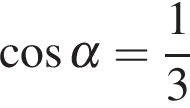 cos α = 1/3